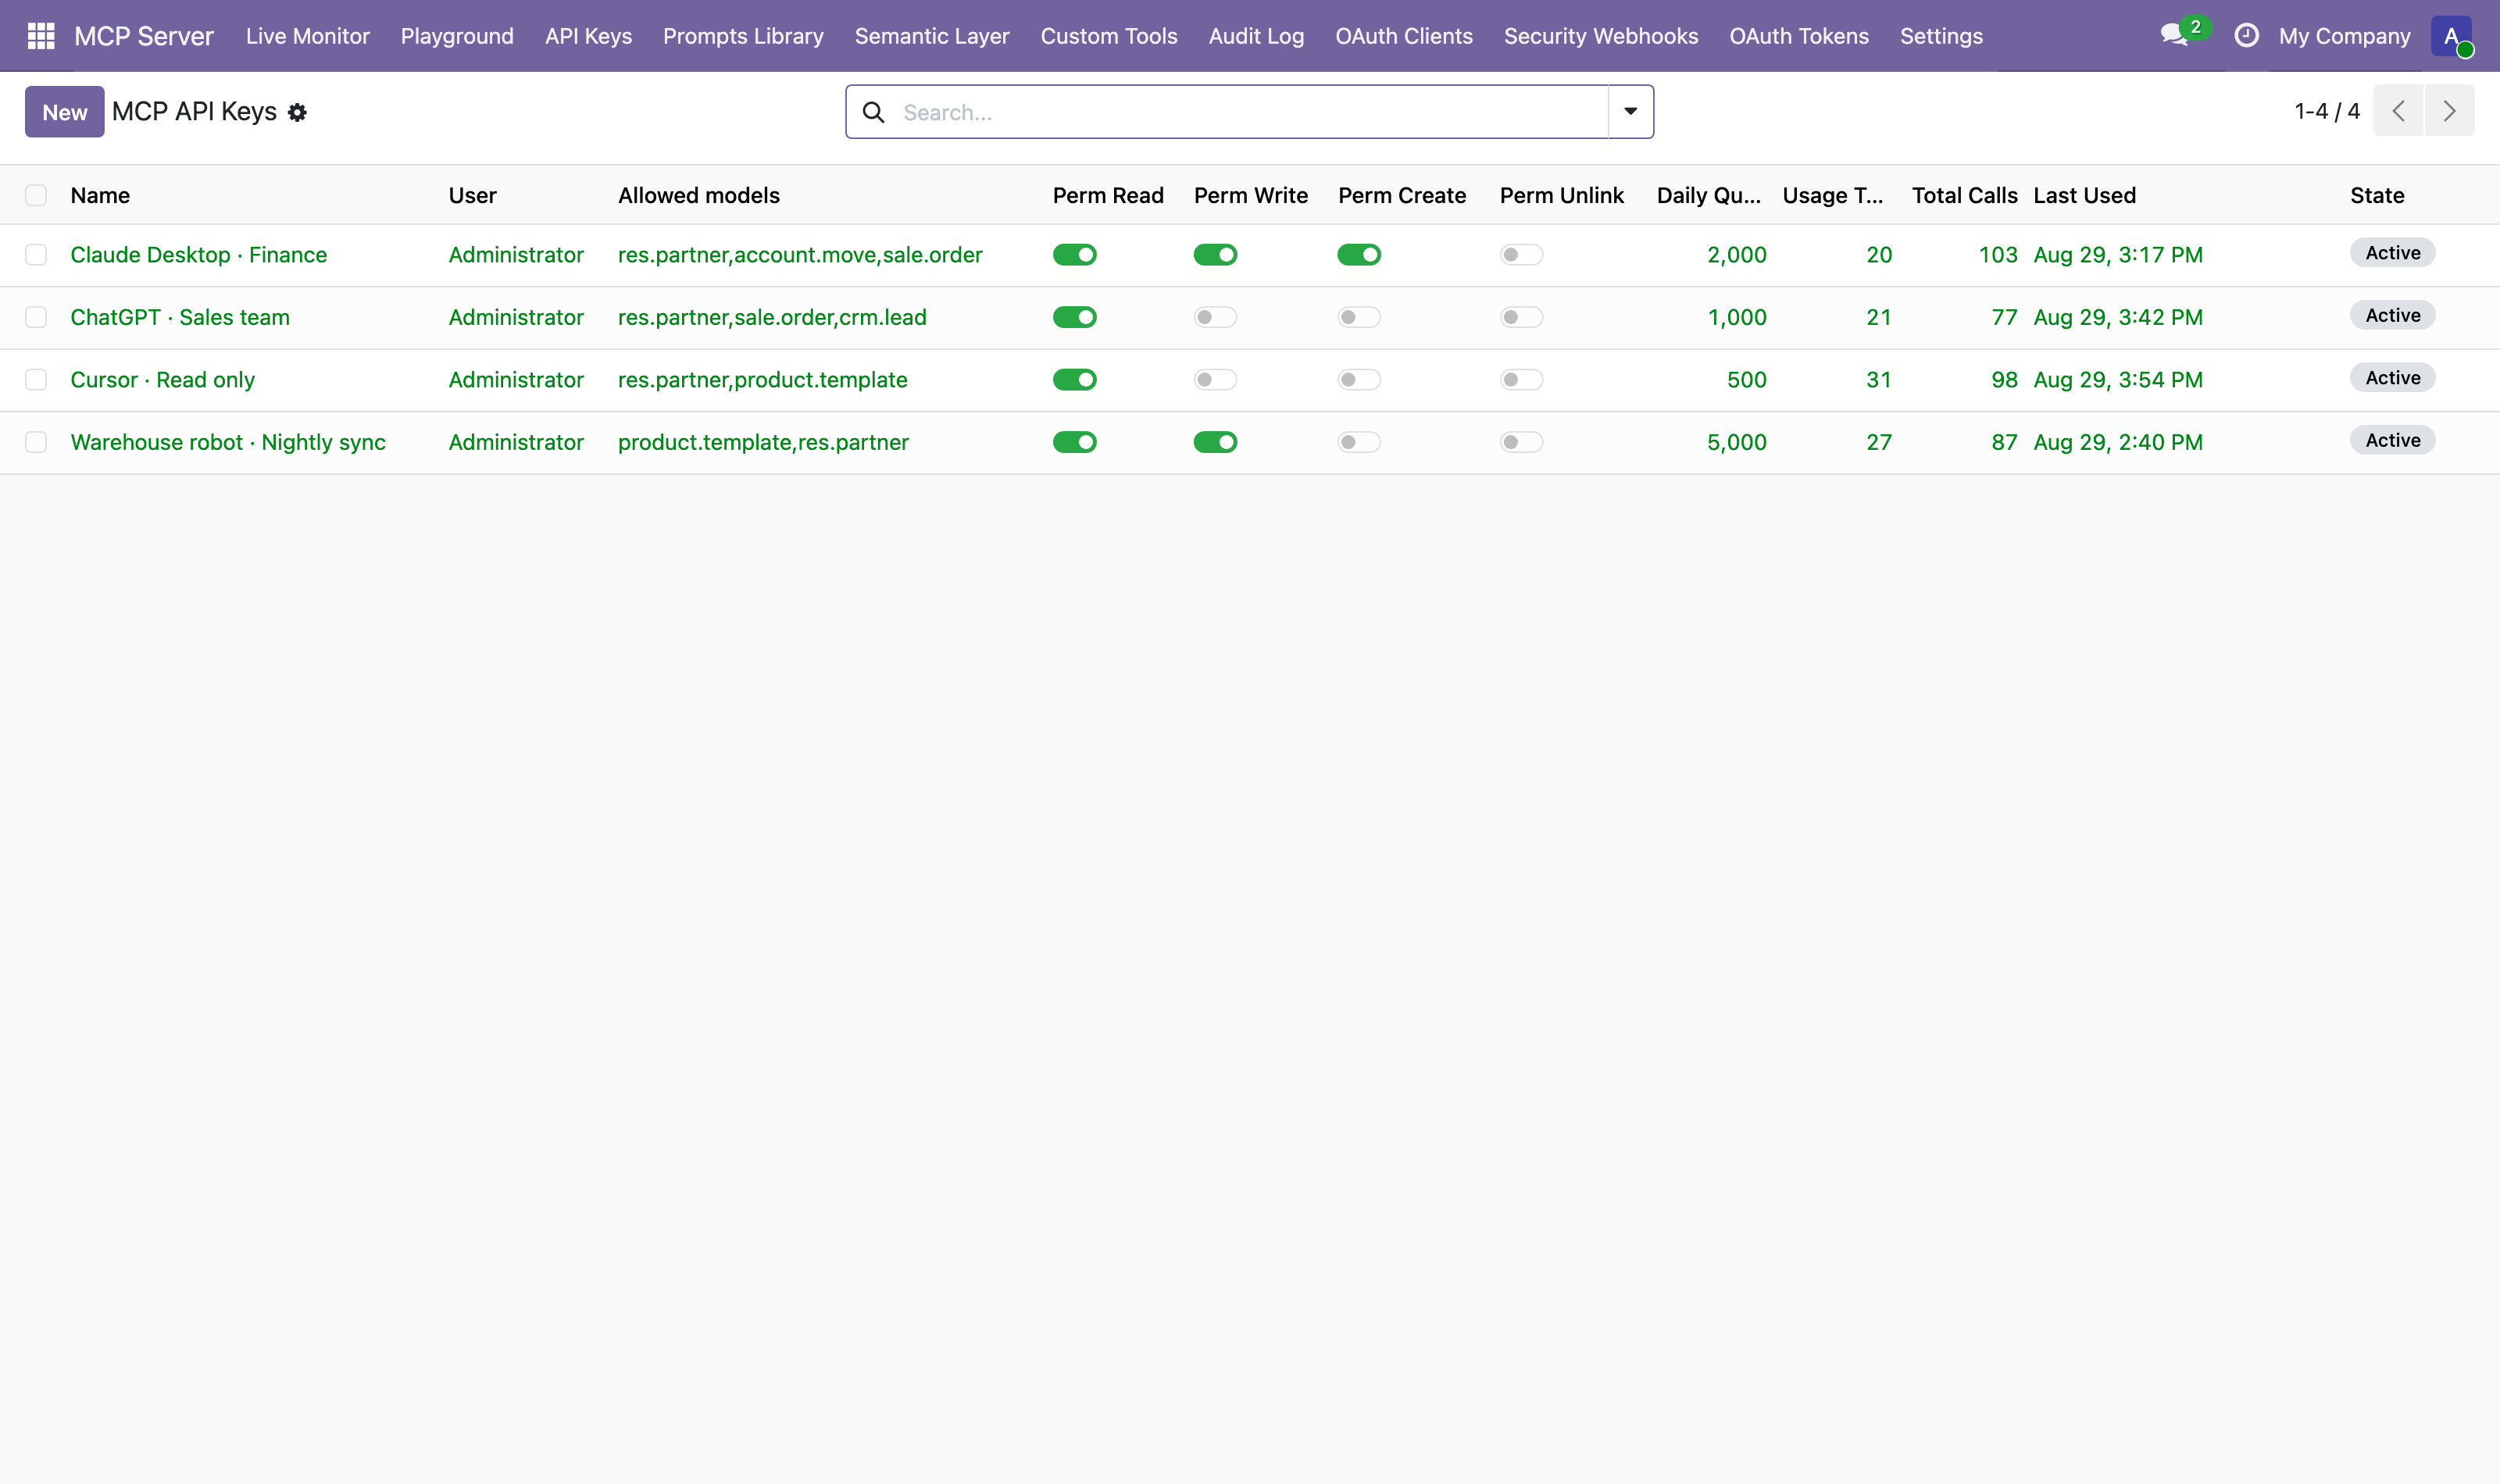 MCP Server Live Monitor Playground API Keys Prompts Library Semantic Layer Custom Tools Audit Log OAuth Clients Security Webhooks OAuth Tokens Settings 2 My Company A
New MCP API Keys Search... 1-4 / 4
Name User Allowed models Perm Read Perm Write Perm Create Perm Unlink Daily Qu... Usage T... Total Calls Last Used State
Claude Desktop · Finance Administrator res.partner,account.move,sale.order 2,000 20 103 Aug 29, 3:17 PM Active
ChatGPT · Sales team Administrator res.partner,sale.order,crm.lead 1,000 21 77 Aug 29, 3:42 PM Active
Cursor · Read only Administrator res.partner,product.template 500 31 98 Aug 29, 3:54 PM Active
Warehouse robot · Nightly sync Administrator product.template,res.partner 5,000 27 87 Aug 29, 2:40 PM Active